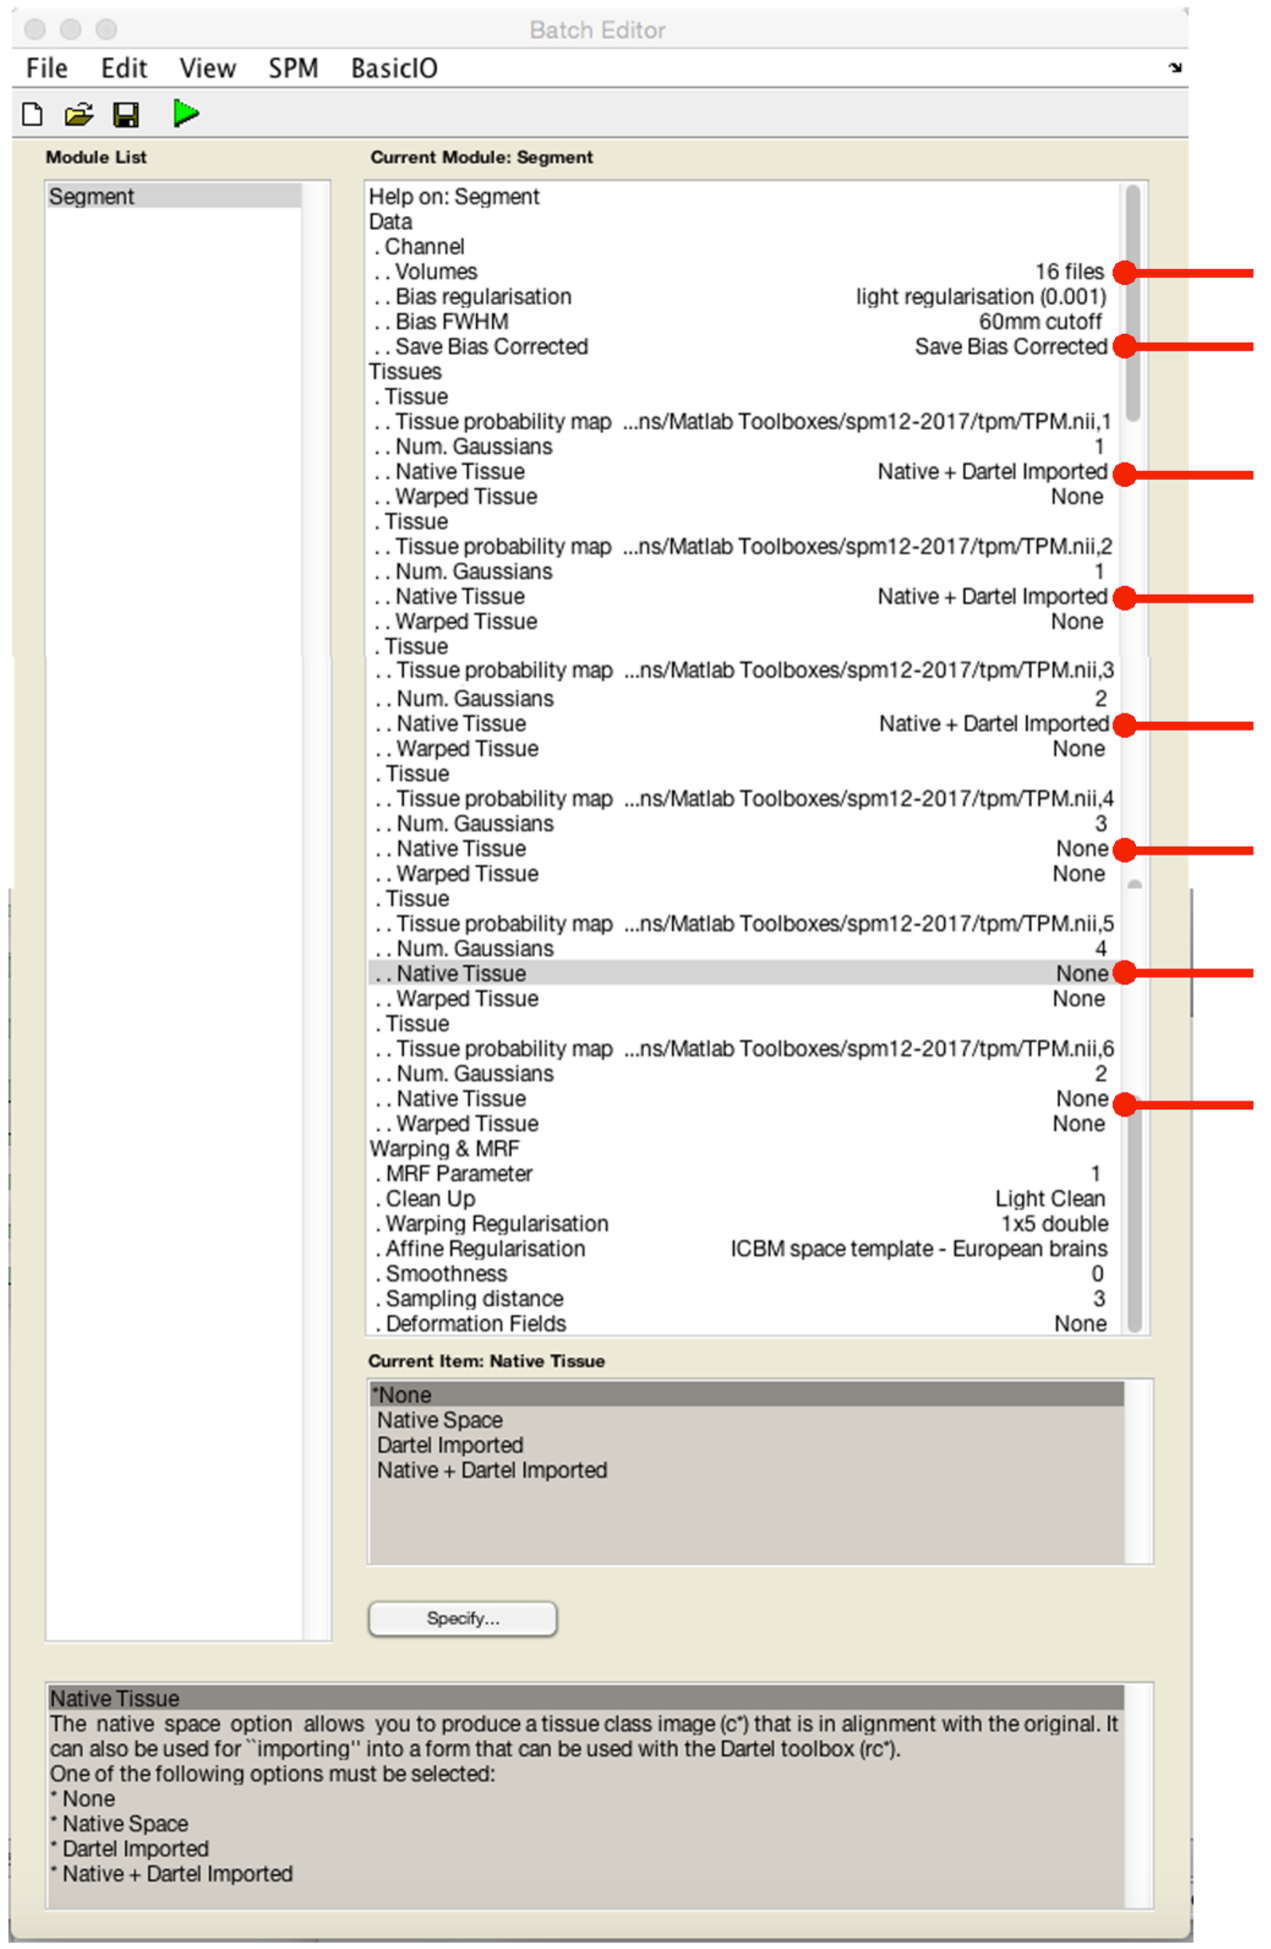 Batch Editor
File Edit View SPM BasicIO
Module List
Segment
Current Module: Segment
Help on: Segment
Data
. Channel
. . Volumes 16 files
. . Bias regularisation light regularisation (0.001)
. . Bias FWHM 60mm cutoff
. . Save Bias Corrected Save Bias Corrected
Tissues
. Tissue
. . Tissue probability map ...ns/Matlab Toolboxes/spm12-2017/tpm/TPM.nii,1
. . Num. Gaussians 1
. . Native Tissue Native + Dartel Imported
. . Warped Tissue None
. Tissue
. . Tissue probability map ...ns/Matlab Toolboxes/spm12-2017/tpm/TPM.nii,2
. . Num. Gaussians 1
. . Native Tissue Native + Dartel Imported
. . Warped Tissue None
. Tissue
. . Tissue probability map ...ns/Matlab Toolboxes/spm12-2017/tpm/TPM.nii,3
. . Num. Gaussians 2
. . Native Tissue Native + Dartel Imported
. . Warped Tissue None
. Tissue
. . Tissue probability map ...ns/Matlab Toolboxes/spm12-2017/tpm/TPM.nii,4
. . Num. Gaussians 3
. . Native Tissue None
. . Warped Tissue None
. Tissue
. . Tissue probability map ...ns/Matlab Toolboxes/spm12-2017/tpm/TPM.nii,5
. . Num. Gaussians 4
. . Native Tissue None
. . Warped Tissue None
. Tissue
. . Tissue probability map ...ns/Matlab Toolboxes/spm12-2017/tpm/TPM.nii,6
. . Num. Gaussians 2
. . Native Tissue None
. . Warped Tissue None
Warping & MRF
. MRF Parameter 1
. Clean Up Light Clean
. Warping Regularisation 1x5 double
. Affine Regularisation ICBM space template - European brains
. Smoothness 0
. Sampling distance 3
. Deformation Fields None
Current Item: Native Tissue
*None
Native Space
Dartel Imported
Native + Dartel Imported
Specify...
Native Tissue
The native space option allows you to produce a tissue class image (c*) that is in alignment with the original. It
can also be used for ``importing'' into a form that can be used with the Dartel toolbox (rc*).
One of the following options must be selected:
* None
* Native Space
* Dartel Imported
* Native + Dartel Imported